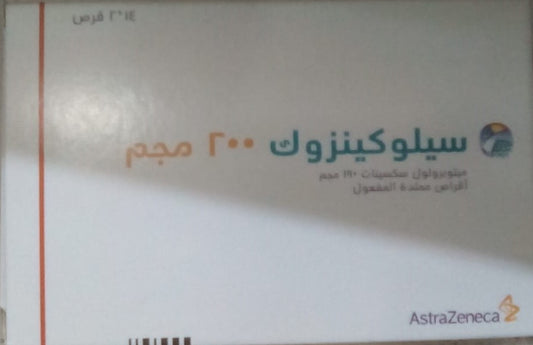 ١٤*٢ قرص
سيلوكينزوك ٢٠٠ مجم
ميتوبرولول سكسينات ١٩٠ مجم
أقراص ممتدة المفعول
AstraZeneca